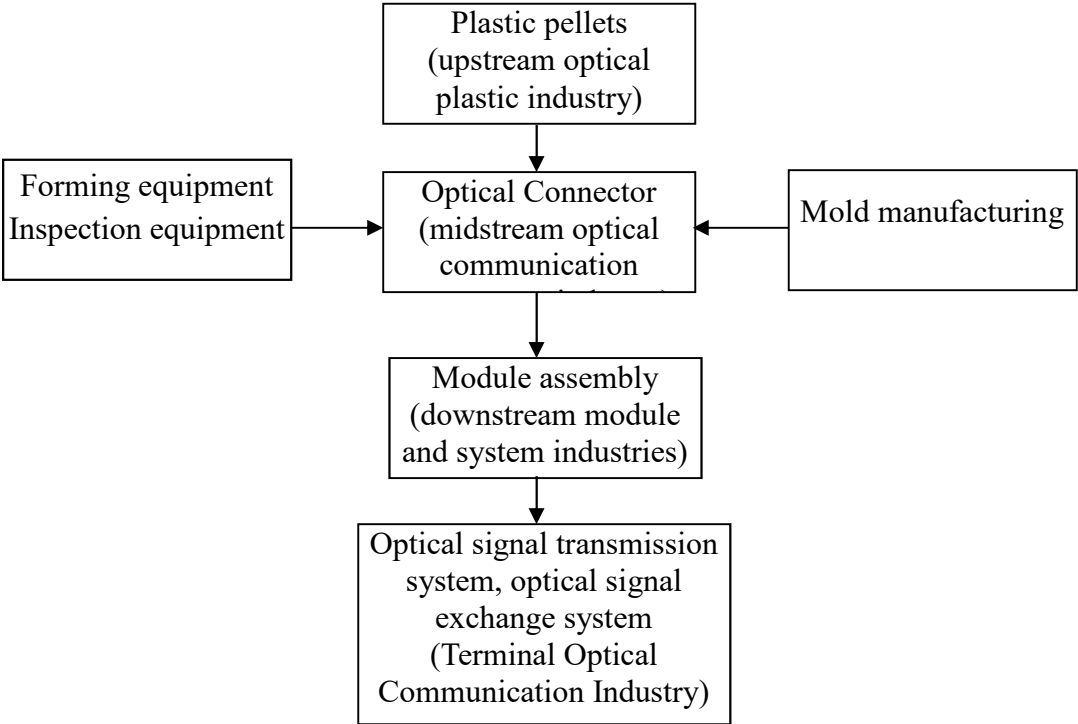 Plastic pellets
(upstream optical
plastic industry)
Forming equipment
Inspection equipment
Optical Connector
(midstream optical
communication
Mold manufacturing
Module assembly
(downstream module
and system industries)
Optical signal transmission
system, optical signal
exchange system
(Terminal Optical
Communication Industry)